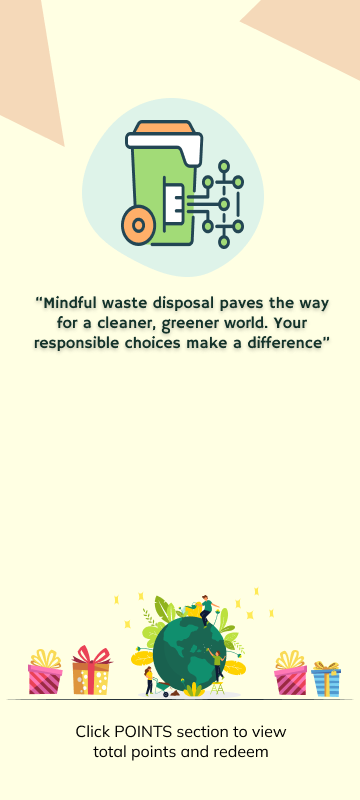 “Mindful waste disposal paves the way
for a cleaner, greener world. Your
responsible choices make a difference”
Click POINTS section to view
total points and redeem